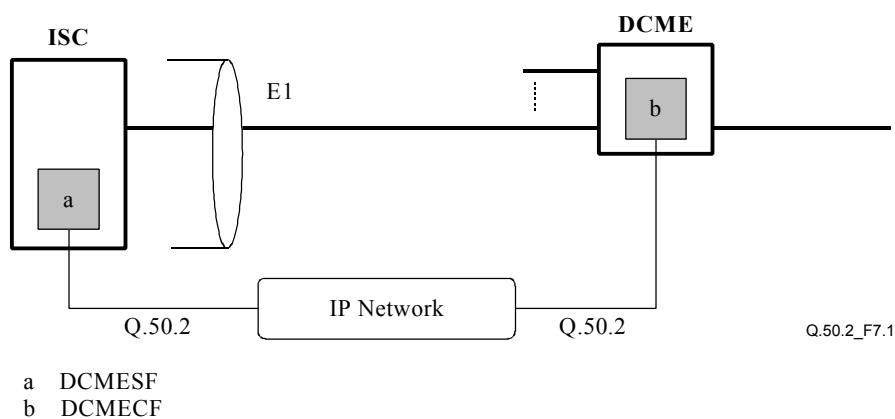 ISC
DCME
E1
b
a
IP Network
Q.50.2
Q.50.2
Q.50.2_F7.1
a DCMESF
b DCMECF